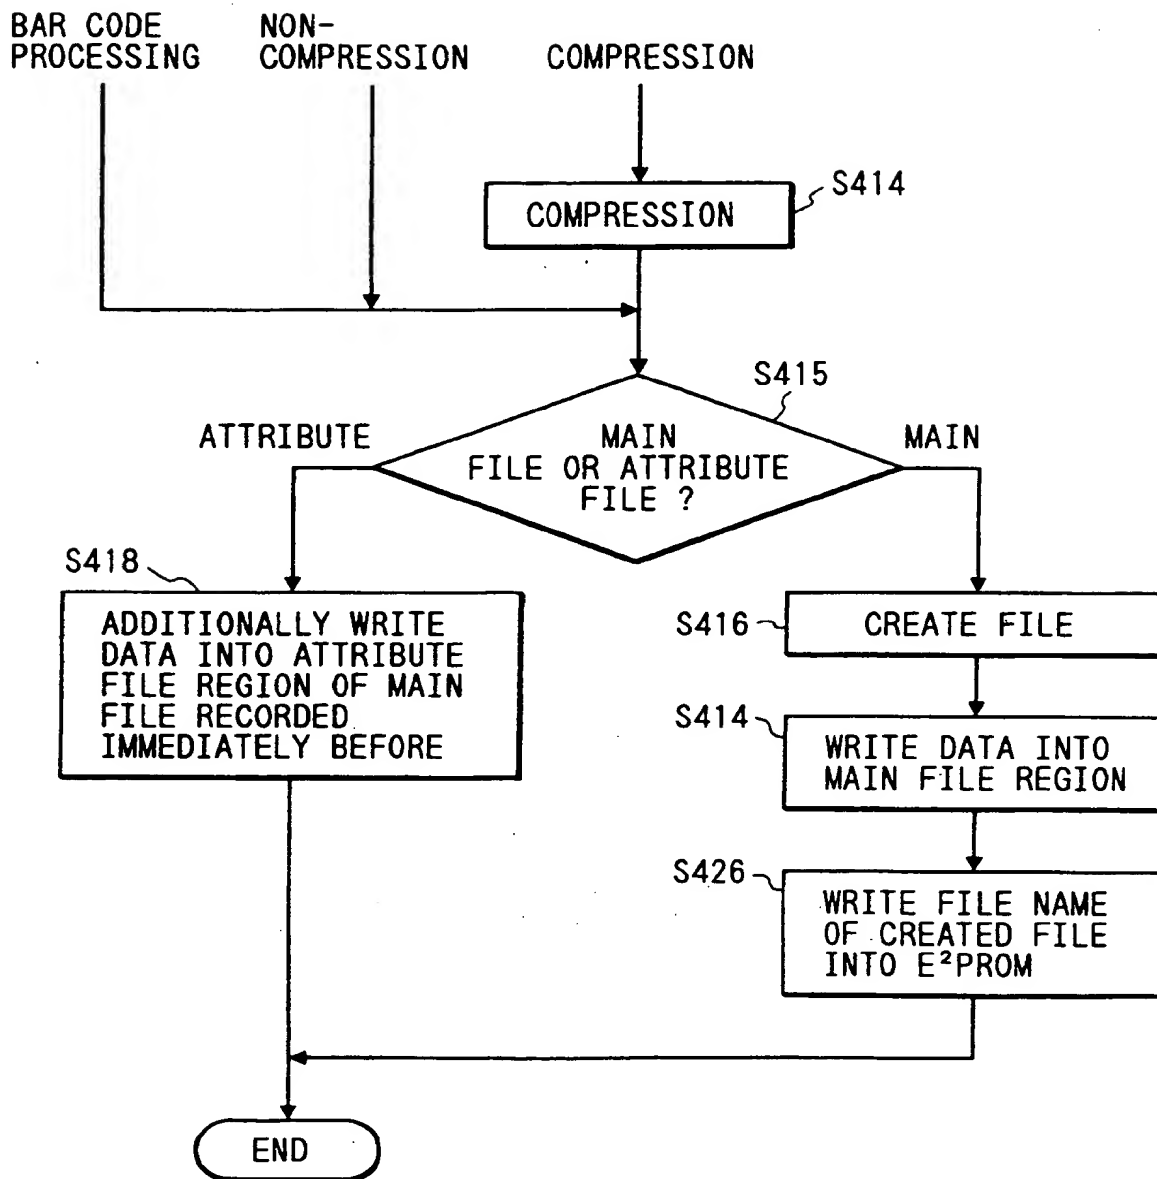 BAR CODE
PROCESSING
NON-
COMPRESSION
COMPRESSION
COMPRESSION
S414
S415
ATTRIBUTE
MAIN
FILE OR ATTRIBUTE
FILE ?
MAIN
S418
ADDITIONALLY WRITE
DATA INTO ATTRIBUTE
FILE REGION OF MAIN
FILE RECORDED
IMMEDIATELY BEFORE
S416
CREATE FILE
S414
WRITE DATA INTO
MAIN FILE REGION
S426
WRITE FILE NAME
OF CREATED FILE
INTO E²PROM
END